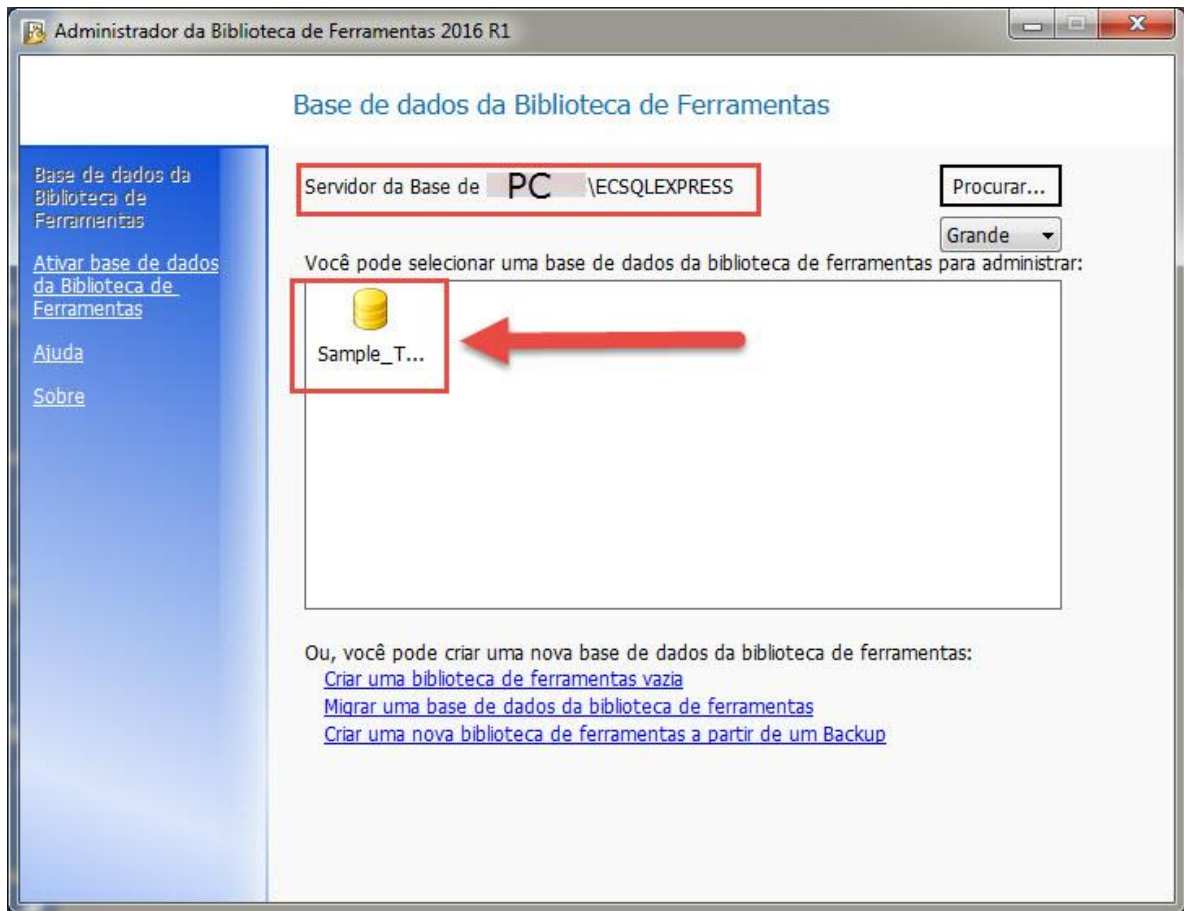 Administrador da Biblioteca de Ferramentas 2016 R1
Base de dados da Biblioteca de Ferramentas
Base de dados da
Biblioteca de
Ferramentas
Ativar base de dados
da Biblioteca de
Ferramentas
Ajuda
Sobre
Servidor da Base de PC \ECSQLEXPRESS
Procurar...
Grande
Você pode selecionar uma base de dados da biblioteca de ferramentas para administrar:
Sample_T...
Ou, você pode criar uma nova base de dados da biblioteca de ferramentas:
Criar uma biblioteca de ferramentas vazia
Migrar uma base de dados da biblioteca de ferramentas
Criar uma nova biblioteca de ferramentas a partir de um Backup